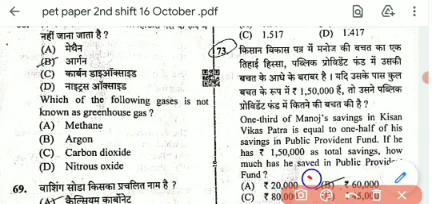 pet paper 2nd shift 16 October .pdf
नहीं जाना जाता है ?
(A) मेथैन
(B) आर्गन
(C) कार्बन डाइऑक्साइड
(D) नाइट्रस ऑक्साइड
Which of the following gases is not
known as greenhouse gas ?
(A) Methane
(B) Argon
(C) Carbon dioxide
(D) Nitrous oxide
69. वाशिंग सोडा किसका प्रचलित नाम है ?
(A) कैल्सियम कार्बोनेट
(C) 1.517 (D) 1.417
73. किसान विकास पत्र में मनोज की बचत का एक
तिहाई हिस्सा, पब्लिक प्रोविडेंट फंड में उसकी
बचत के आधे के बराबर है । यदि उसके पास कुल
बचत के रूप में ₹ 1,50,000 हैं, तो उसने पब्लिक
प्रोविडेंट फंड में कितने की बचत की है ?
One-third of Manoj's savings in Kisan
Vikas Patra is equal to one-half of his
savings in Public Provident Fund. If he
has ₹ 1,50,000 as total savings, how
much has he saved in Public
Fund ?
(A) ₹ 20,000 (B) ₹ 60,000
(C) ₹ 80,00